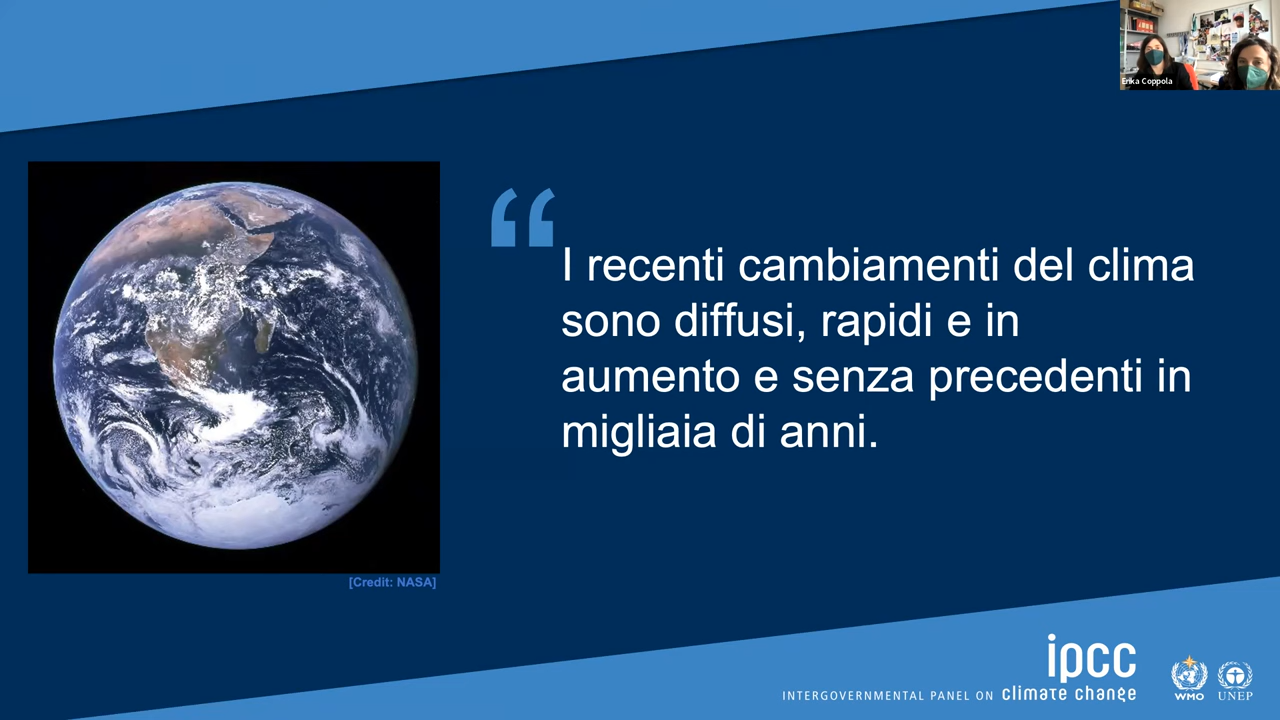 Erika Coppola
“
I recenti cambiamenti del clima
sono diffusi, rapidi e in
aumento e senza precedenti in
migliaia di anni.
[Credit: NASA]
ipcc
INTERGOVERNMENTAL PANEL ON climate change
WMO
UNEP